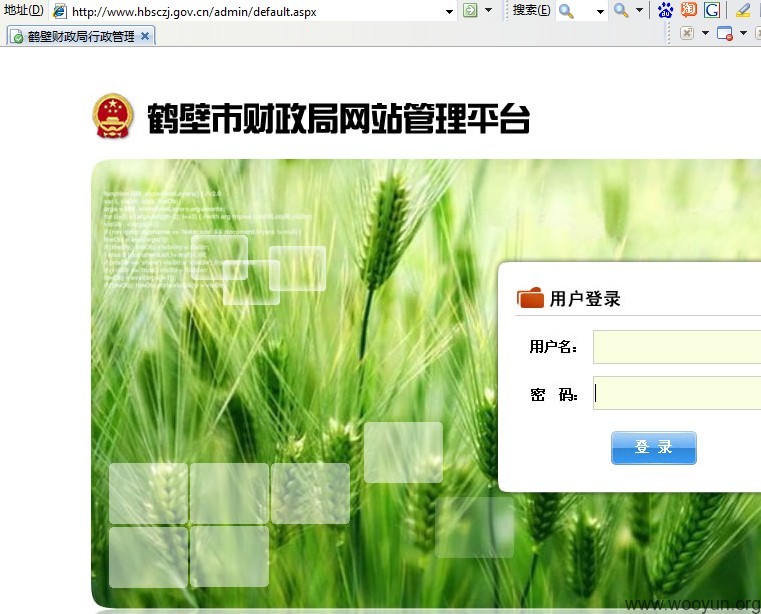 地址(D) http://www.hbsczj.gov.cn/admin/default.aspx 搜索(E)
鹤壁财政局行政管理
鹤壁市财政局网站管理平台
用户登录
用户名:
密 码:
登 录
www.wooyun.org